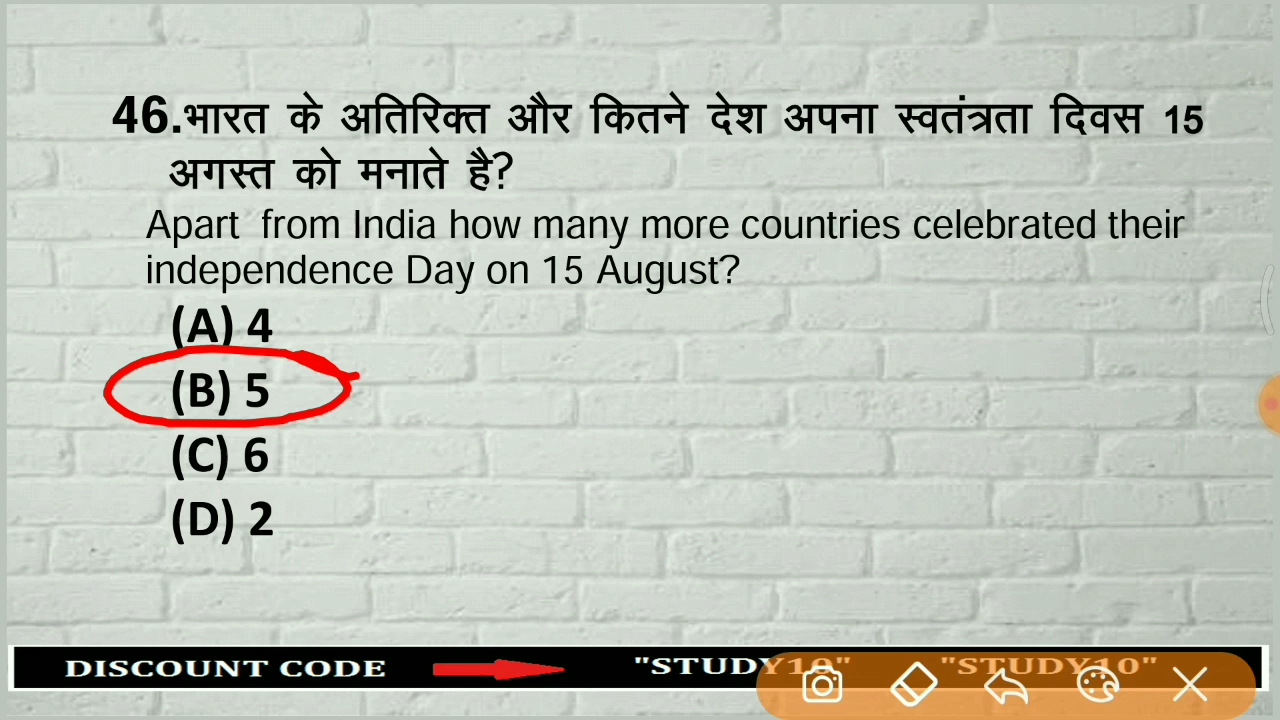 46.भारत के अतिरिक्त और कितने देश अपना स्वतंत्रता दिवस 15
अगस्त को मनाते है?
Apart from India how many more countries celebrated their
independence Day on 15 August?
(A) 4
(B) 5
(C) 6
(D) 2
DISCOUNT CODE "STUDY10" "STUDY10"